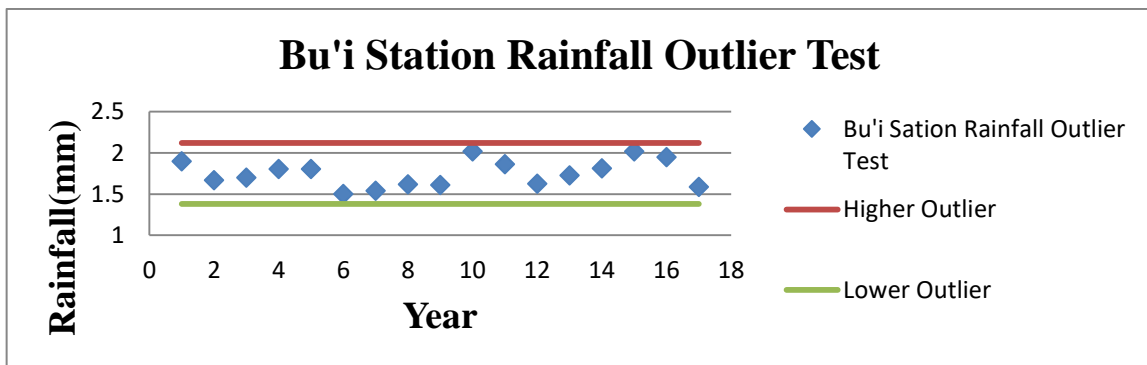 Bu'i Station Rainfall Outlier Test
Rainfall(mm)
2.5
2
1.5
1
0 2 4 6 8 10 12 14 16 18
Year
Bu'i Sation Rainfall Outlier
Test
Higher Outlier
Lower Outlier